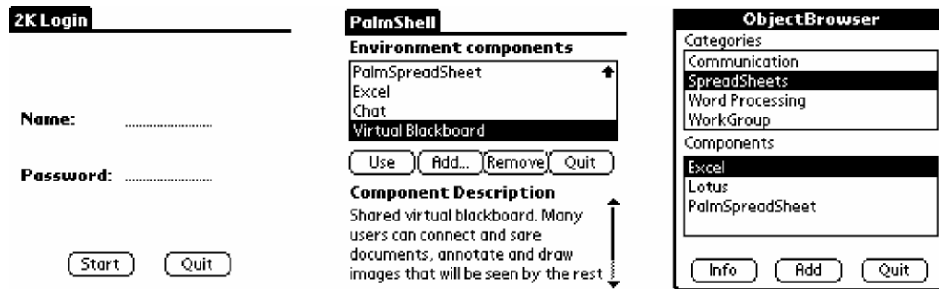 2K Login
Name:
Password:
Start Quit
PalmShell
Environment components
PalmSpreadSheet
Excel
Chat
Virtual Blackboard
Use Add... Remove Quit
Component Description
Shared virtual blackboard. Many
users can connect and sare
documents, annotate and draw
images that will be seen by the rest
ObjectBrowser
Categories
Communication
SpreadSheets
Word Processing
WorkGroup
Components
Excel
Lotus
PalmSpreadSheet
Info Add Quit